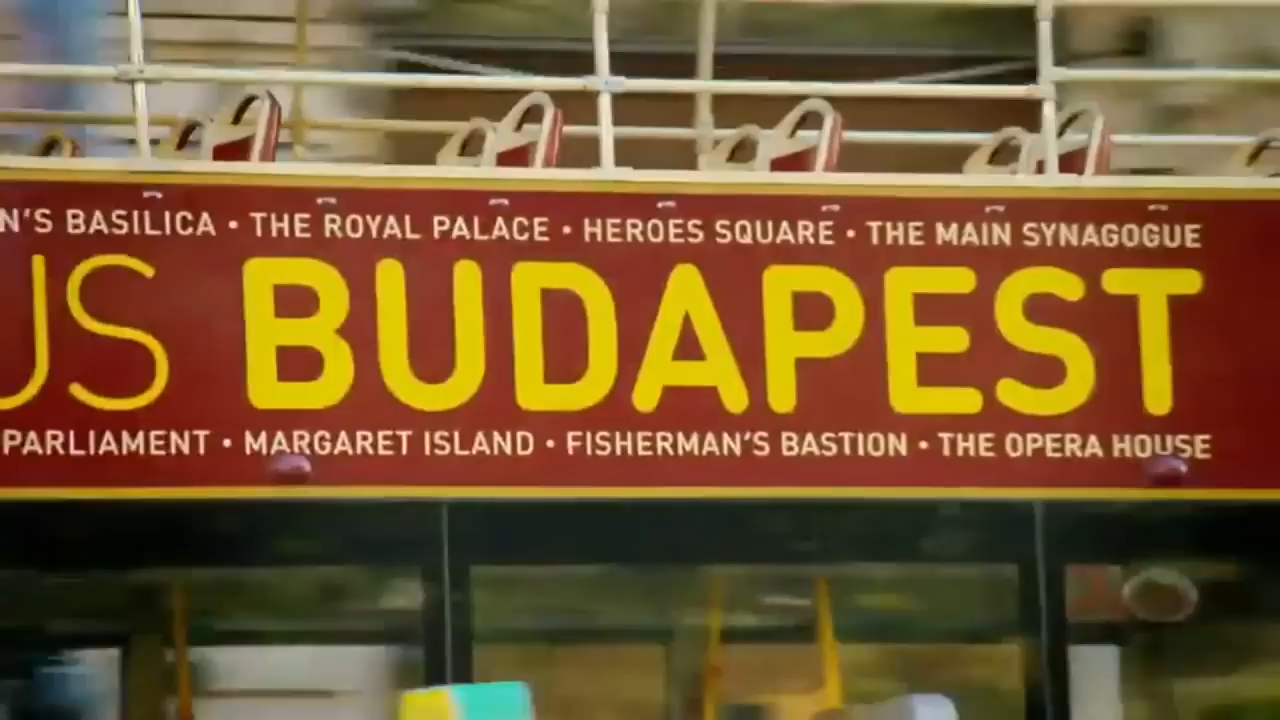 N'S BASILICA • THE ROYAL PALACE • HEROES SQUARE • THE MAIN SYNAGOGUE
US BUDAPEST
PARLIAMENT • MARGARET ISLAND • FISHERMAN'S BASTION • THE OPERA HOUSE